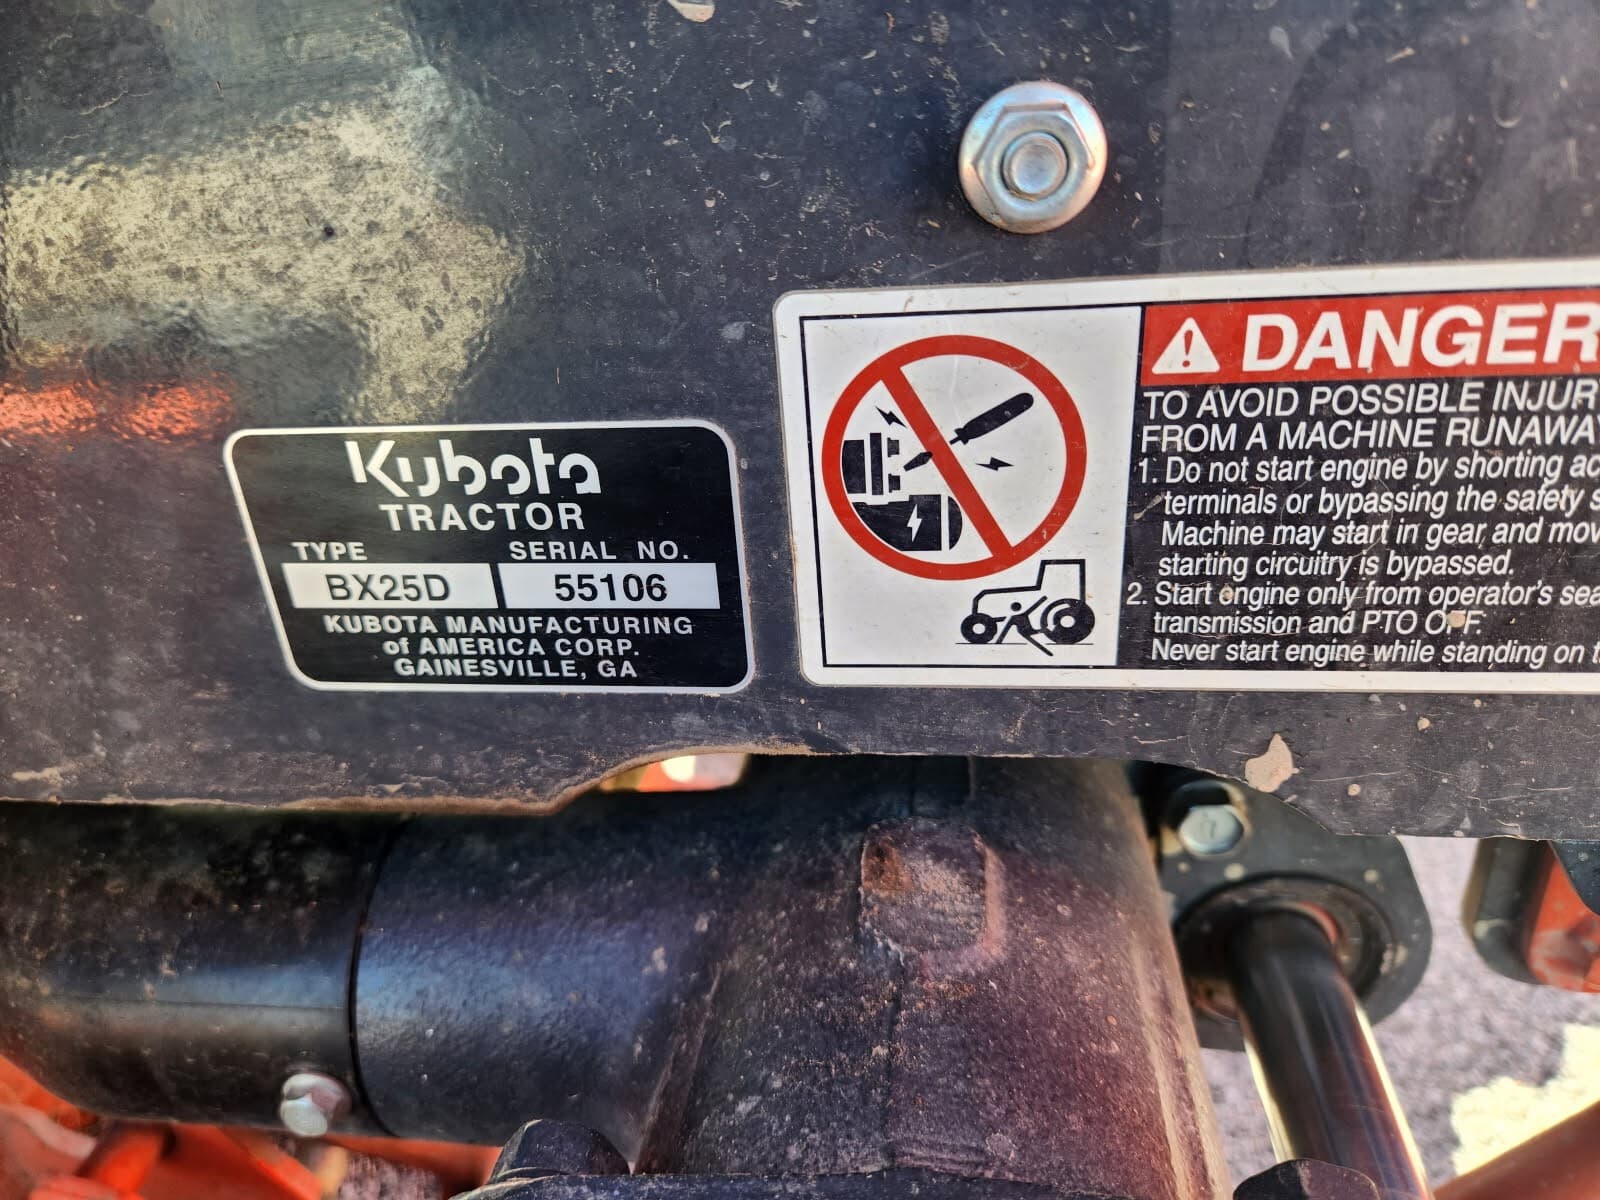 Kubota
TRACTOR
TYPE SERIAL NO.
BX25D 55106
KUBOTA MANUFACTURING
of AMERICA CORP.
GAINESVILLE, GA
DANGER
TO AVOID POSSIBLE
FROM A MACHINE
1. Do not start engine by shorting
terminals or bypassing the safety
Machine may start in gear and
starting circuitry is bypassed.
2. Start engine only from operator's
transmission and PTO OFF.
Never start engine while standing on